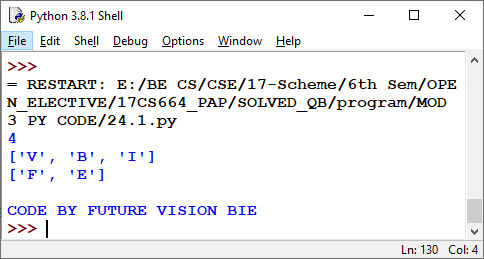 Python 3.8.1 Shell
File Edit Shell Debug Options Window Help
>>>
= RESTART: E:/BE CS/CSE/17-Scheme/6th Sem/OPE
N_ELECTIVE/17CS664_PAP/SOLVED_QB/program/MOD
3 PY CODE/24.1.py
4
['V', 'B', 'I']
['F', 'E']
CODE BY FUTURE VISION BIE
>>>
Ln: 130 Col: 4